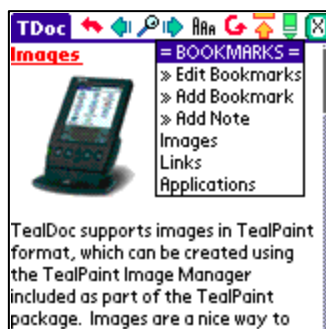 TDoc AAA
Images
= BOOKMARKS =
» Edit Bookmarks
» Add Bookmark
» Add Note
Images
Links
Applications
TealDoc supports images in TealPaint
format, which can be created using
the TealPaint Image Manager
included as part of the TealPaint
package. Images are a nice way to